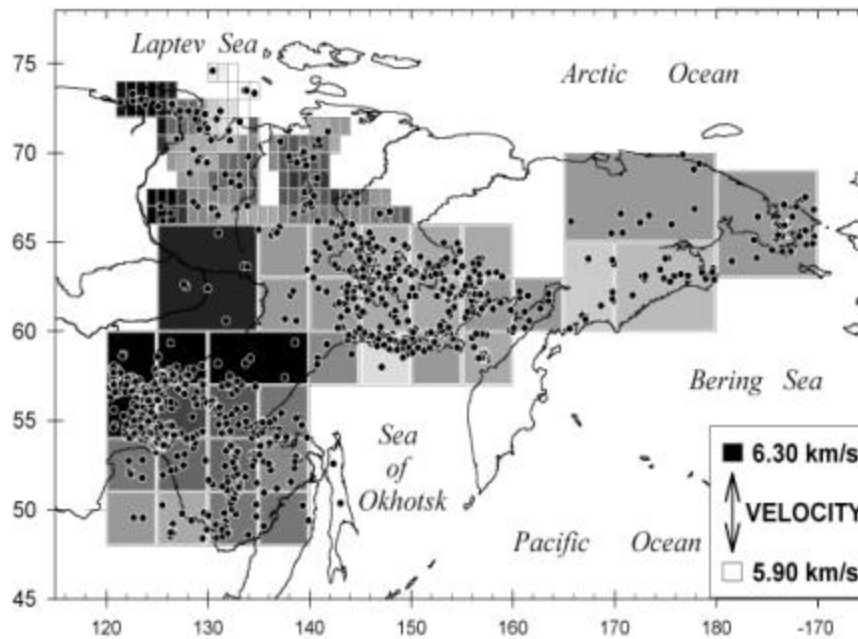 75
70
65
60
55
50
45
120
130
140
150
160
170
180
-170
Laptev Sea
Arctic Ocean
Bering Sea
Sea
of
Okhotsk
Pacific Ocean
6.30 km/s
VELOCITY
5.90 km/s